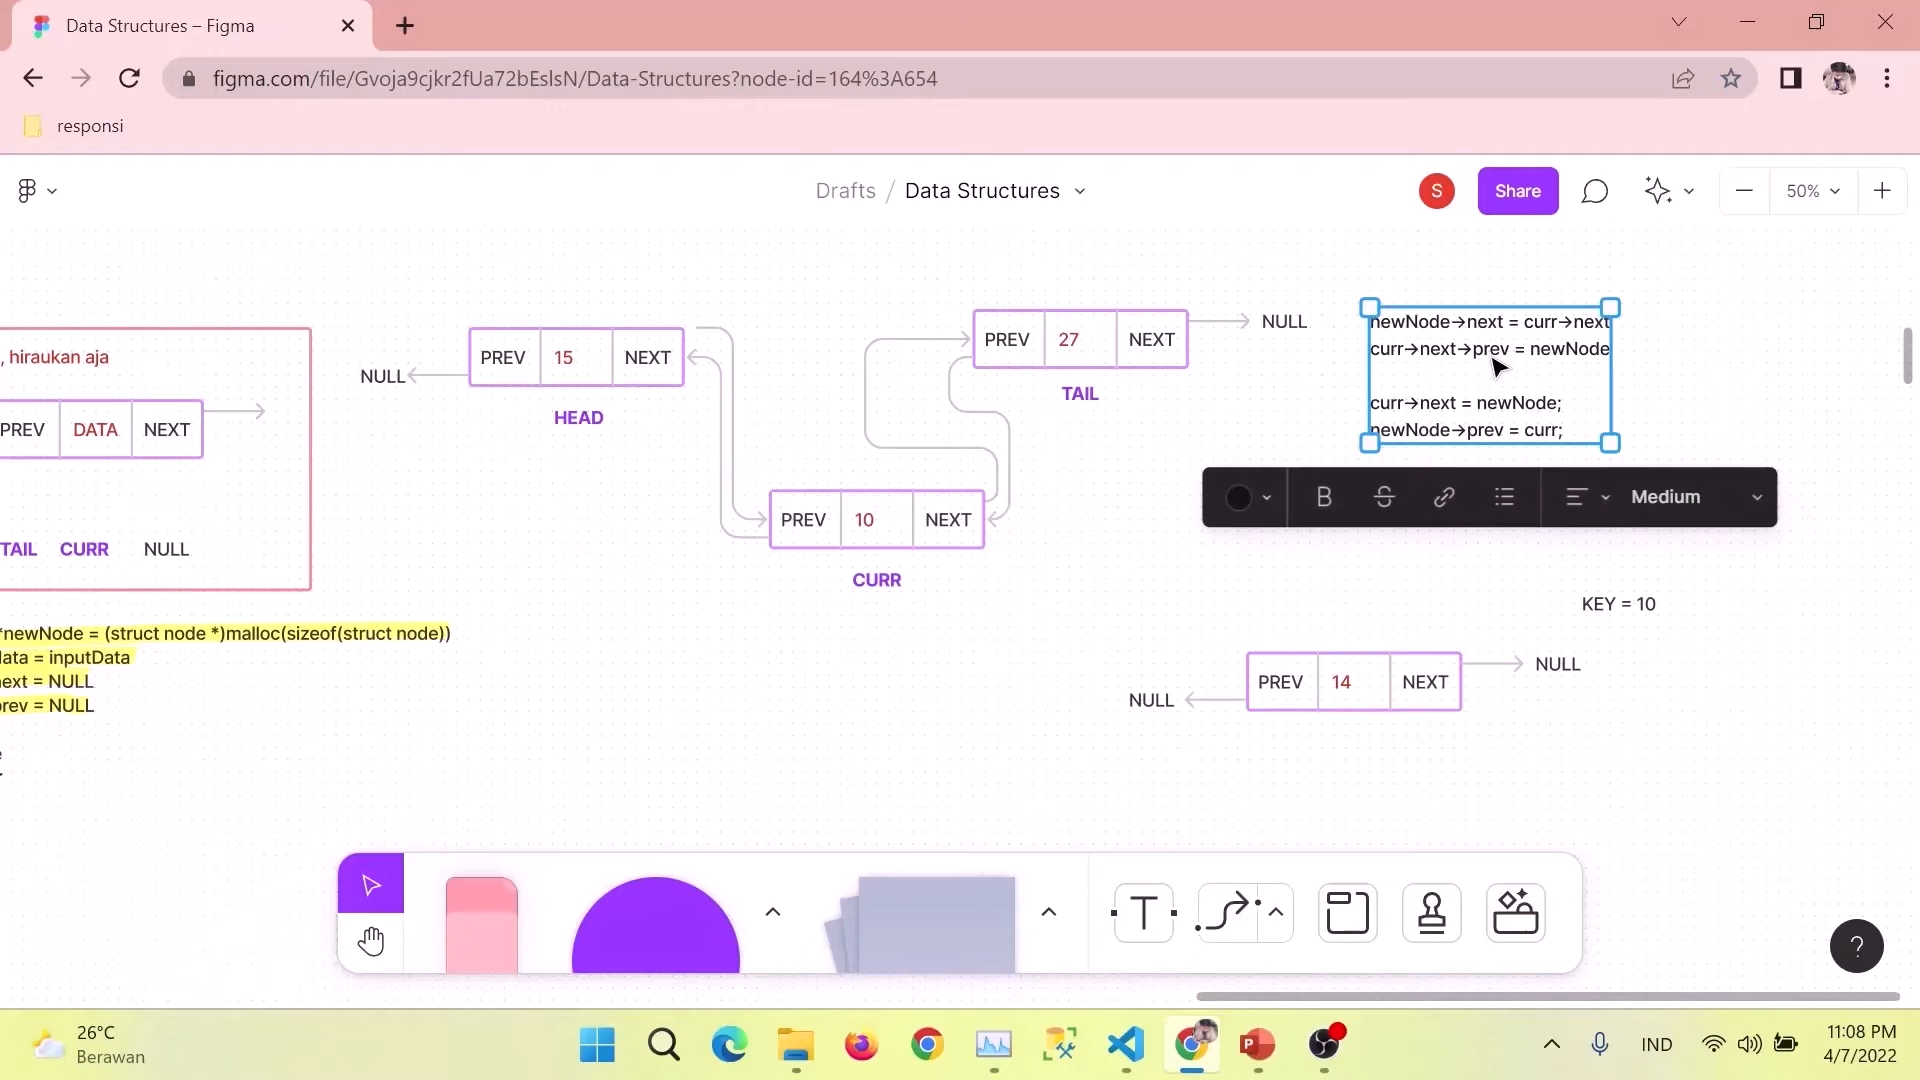 Data Structures – Figma
figma.com/file/Gvoja9cjkr2fUa72bEslsN/Data-Structures?node-id=164%3A654
responsi
Drafts / Data Structures
S
Share
50%
, hiraukan aja
PREV DATA NEXT
TAIL CURR NULL
NULL
PREV 15 NEXT
HEAD
PREV 27 NEXT
NULL
TAIL
PREV 10 NEXT
CURR
newNode→next = curr→next
curr→next→prev = newNode
curr→next = newNode;
newNode→prev = curr;
B S Medium
KEY = 10
NULL
PREV 14 NEXT
NULL
*newNode = (struct node *)malloc(sizeof(struct node))
data = inputData
next = NULL
prev = NULL
T
?
26°C
Berawan
P
IND
11:08 PM
4/7/2022